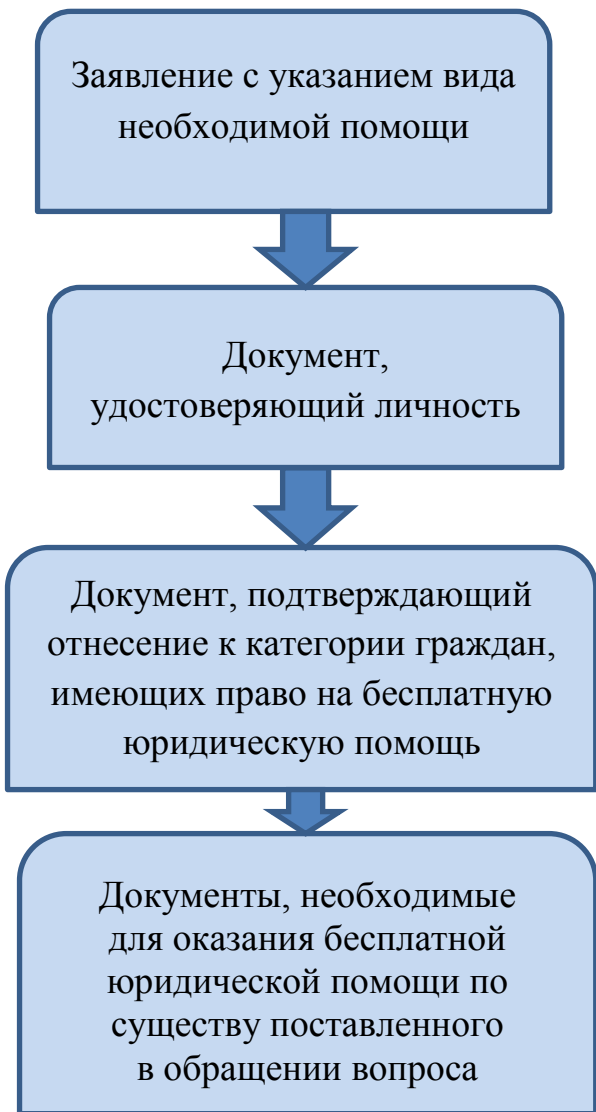 Заявление с указанием вида
необходимой помощи
Документ,
удостоверяющий личность
Документ, подтверждающий
отнесение к категории граждан,
имеющих право на бесплатную
юридическую помощь
Документы, необходимые
для оказания бесплатной
юридической помощи по
существу поставленного
в обращении вопроса